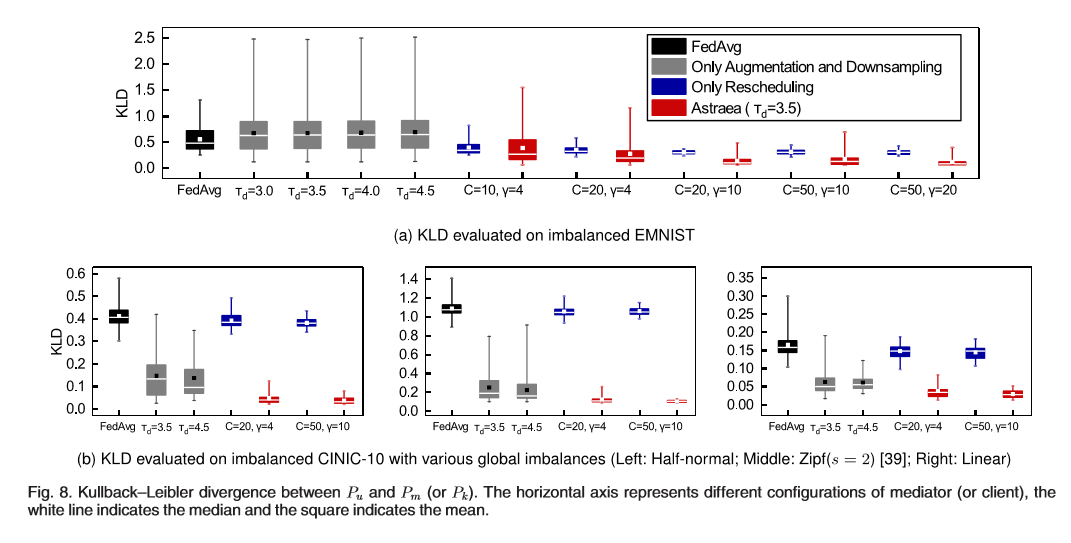 2.5
2.0
1.5
1.0
0.5
0.0
KLD
FedAvg
Only Augmentation and Downsampling
Only Rescheduling
Astraea ( τd=3.5)
FedAvg τd=3.0 τd=3.5 τd=4.0 τd=4.5 C=10, γ=4 C=20, γ=4 C=20, γ=10 C=50, γ=10 C=50, γ=20
(a) KLD evaluated on imbalanced EMNIST
0.6
0.5
0.4
0.3
0.2
0.1
0.0
KLD
FedAvg τd=3.5 τd=4.5 C=20, γ=4 C=50, γ=10
1.4
1.2
1.0
0.8
0.6
0.4
0.2
0.0
FedAvg τd=3.5 τd=4.5 C=20, γ=4 C=50, γ=10
0.35
0.30
0.25
0.20
0.15
0.10
0.05
0.00
FedAvg τd=3.5 τd=4.5 C=20, γ=4 C=50, γ=10
(b) KLD evaluated on imbalanced CINIC-10 with various global imbalances (Left: Half-normal; Middle: Zipf(s = 2) [39]; Right: Linear)
Fig. 8. Kullback–Leibler divergence between Pu and Pm (or Pk). The horizontal axis represents different configurations of mediator (or client), the
white line indicates the median and the square indicates the mean.